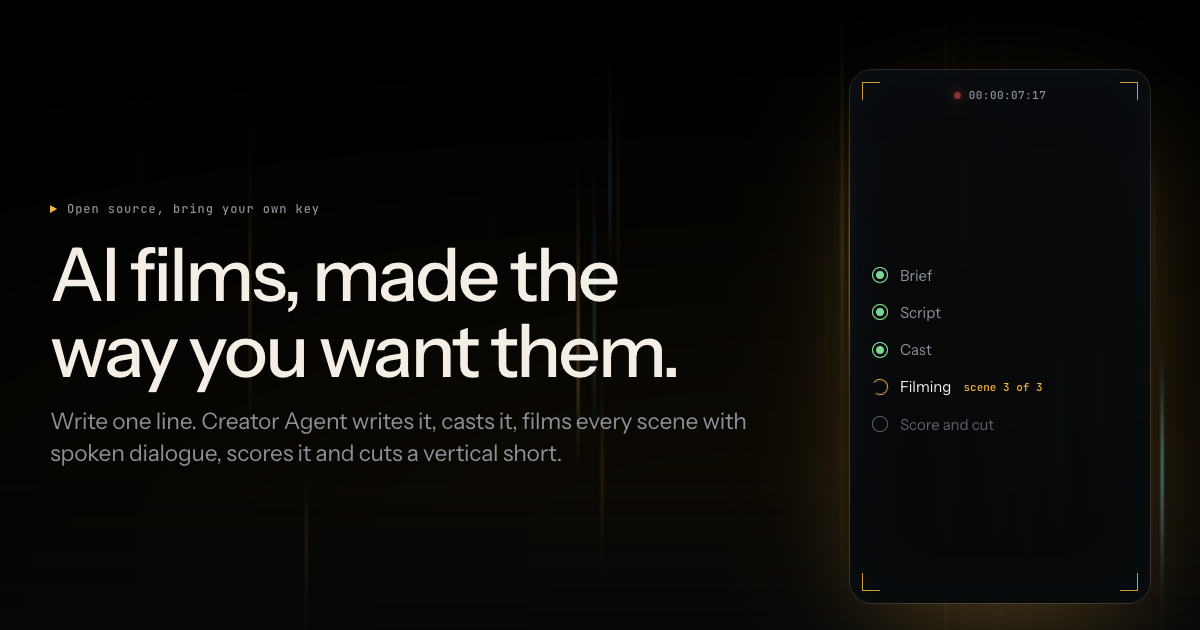 Open source, bring your own key
AI films, made the
way you want them.
Write one line. Creator Agent writes it, casts it, films every scene with
spoken dialogue, scores it and cuts a vertical short.
00:00:07:17
Brief
Script
Cast
Filming scene 3 of 3
Score and cut